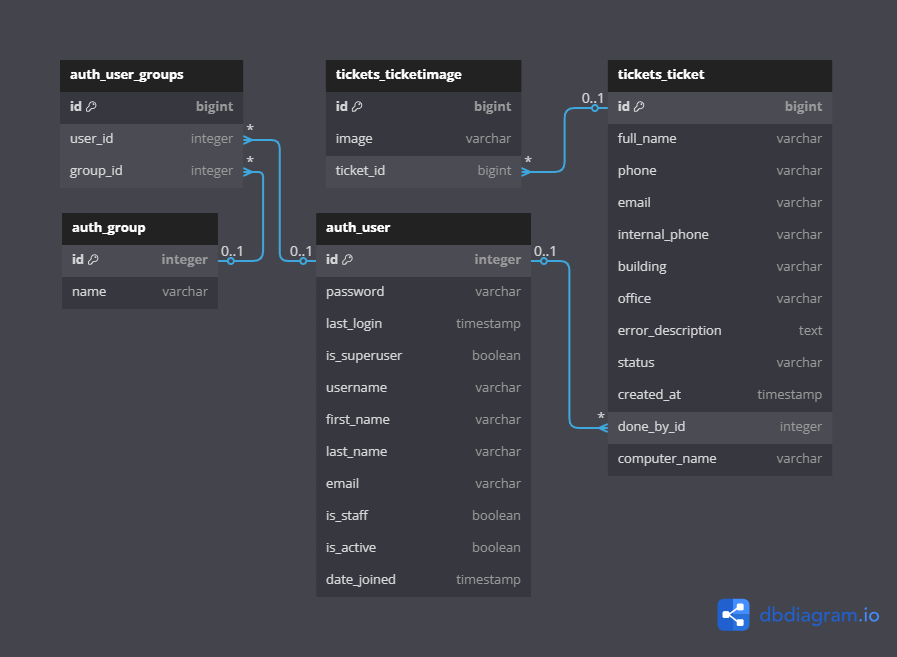 auth_user_groups
id bigint
user_id integer
group_id integer
*
*
tickets_ticketimage
id bigint
image varchar
ticket_id bigint
*
0..1
tickets_ticket
id bigint
full_name varchar
phone varchar
email varchar
internal_phone varchar
building varchar
office varchar
error_description text
status varchar
created_at timestamp
done_by_id integer
computer_name varchar
*
auth_group
id integer
name varchar
0..1
0..1
auth_user
id integer
password varchar
last_login timestamp
is_superuser boolean
username varchar
first_name varchar
last_name varchar
email varchar
is_staff boolean
is_active boolean
date_joined timestamp
0..1
dbdiagram.io